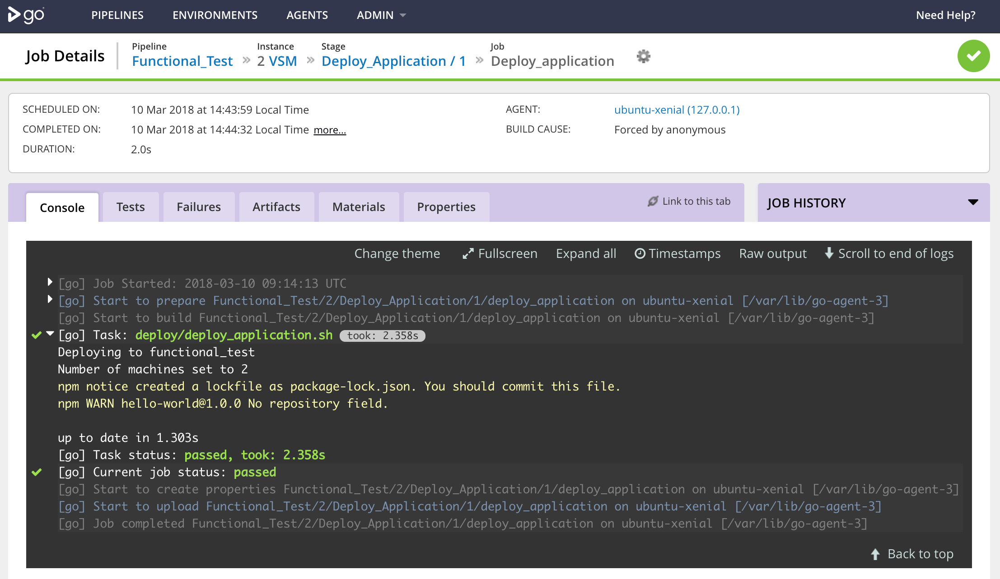 go PIPELINES ENVIRONMENTS AGENTS ADMIN Need Help?
Job Details
Pipeline Instance Stage Job
Functional_Test » 2 VSM » Deploy_Application / 1 » Deploy_application
SCHEDULED ON: 10 Mar 2018 at 14:43:59 Local Time
COMPLETED ON: 10 Mar 2018 at 14:44:32 Local Time more...
DURATION: 2.0s
AGENT: ubuntu-xenial (127.0.0.1)
BUILD CAUSE: Forced by anonymous
Console Tests Failures Artifacts Materials Properties Link to this tab
JOB HISTORY
Change theme Fullscreen Expand all Timestamps Raw output Scroll to end of logs
[go] Job Started: 2018-03-10 09:14:13 UTC
[go] Start to prepare Functional_Test/2/Deploy_Application/1/deploy_application on ubuntu-xenial [/var/lib/go-agent-3]
[go] Start to build Functional_Test/2/Deploy_Application/1/deploy_application on ubuntu-xenial [/var/lib/go-agent-3]
[go] Task: deploy/deploy_application.sh took: 2.358s
Deploying to functional_test
Number of machines set to 2
npm notice created a lockfile as package-lock.json. You should commit this file.
npm WARN hello-world@1.0.0 No repository field.
up to date in 1.303s
[go] Task status: passed, took: 2.358s
[go] Current job status: passed
[go] Start to create properties Functional_Test/2/Deploy_Application/1/deploy_application on ubuntu-xenial [/var/lib/go-agent-3]
[go] Start to upload Functional_Test/2/Deploy_Application/1/deploy_application on ubuntu-xenial [/var/lib/go-agent-3]
[go] Job completed Functional_Test/2/Deploy_Application/1/deploy_application on ubuntu-xenial [/var/lib/go-agent-3]
Back to top